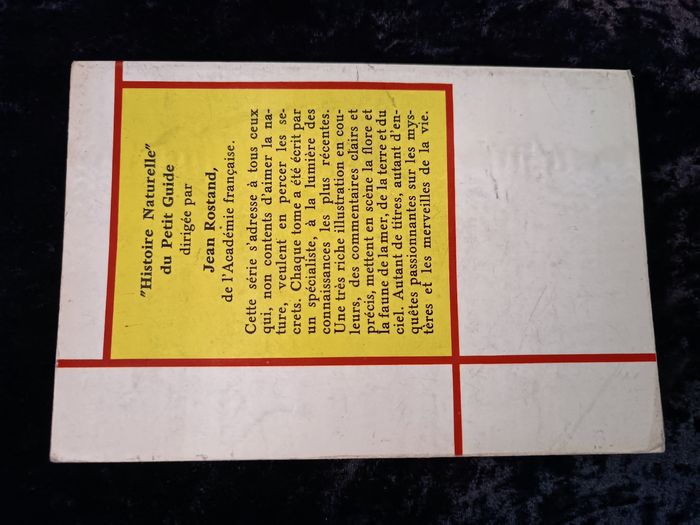 "Histoire Naturelle"
du Petit Guide
dirigée par
Jean Rostand,
de l'Académie française.
Cette série s'adresse à tous ceux
qui, non contents d'aimer la na-
ture, veulent en percer les se-
crets. Chaque tome a été écrit par
un spécialiste, à la lumière des
connaissances les plus récentes.
Une très riche illustration en cou-
leurs, des commentaires clairs et
précis, mettent en scène la flore et
la faune de la mer, de la terre et du
ciel. Autant de titres, autant d'en-
quêtes passionnantes sur les mys-
tères et les merveilles de la vie.